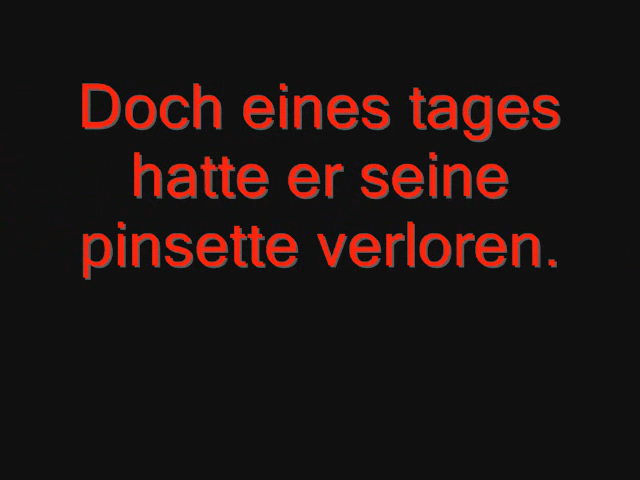 Doch eines tages
hatte er seine
pinsette verloren.